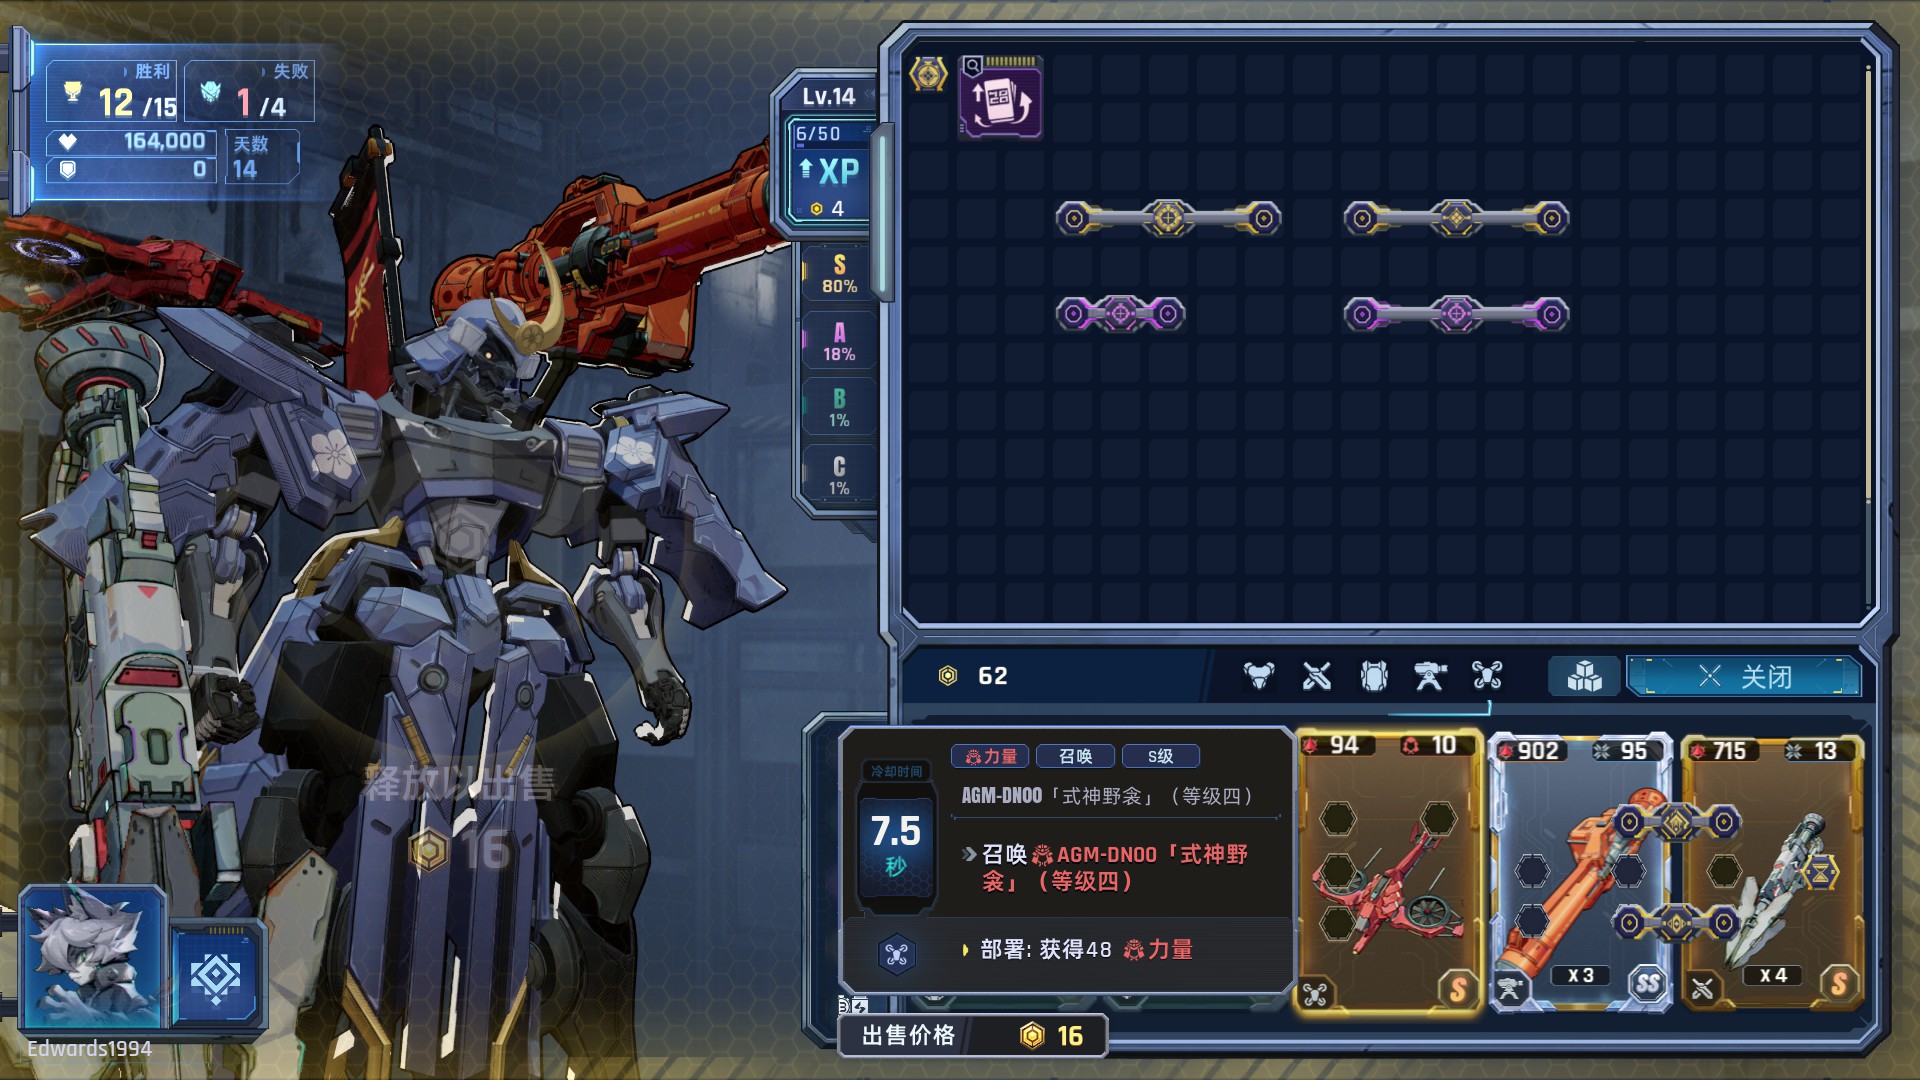 胜利
12 /15
失败
1 /4
164,000
0
天数
14
Lv.14
6/50
XP
4
S
80%
A
18%
B
1%
C
1%
62
关闭
释放以出售
16
冷却时间
7.5
秒
力量
召唤
S级
AGM-DN00「式神野衾」（等级四）
召唤 AGM-DN00「式神野
衾」（等级四）
部署: 获得48 力量
出售价格
16
94
10
S
902
95
x3
SS
715
13
x4
S
Edwards1994